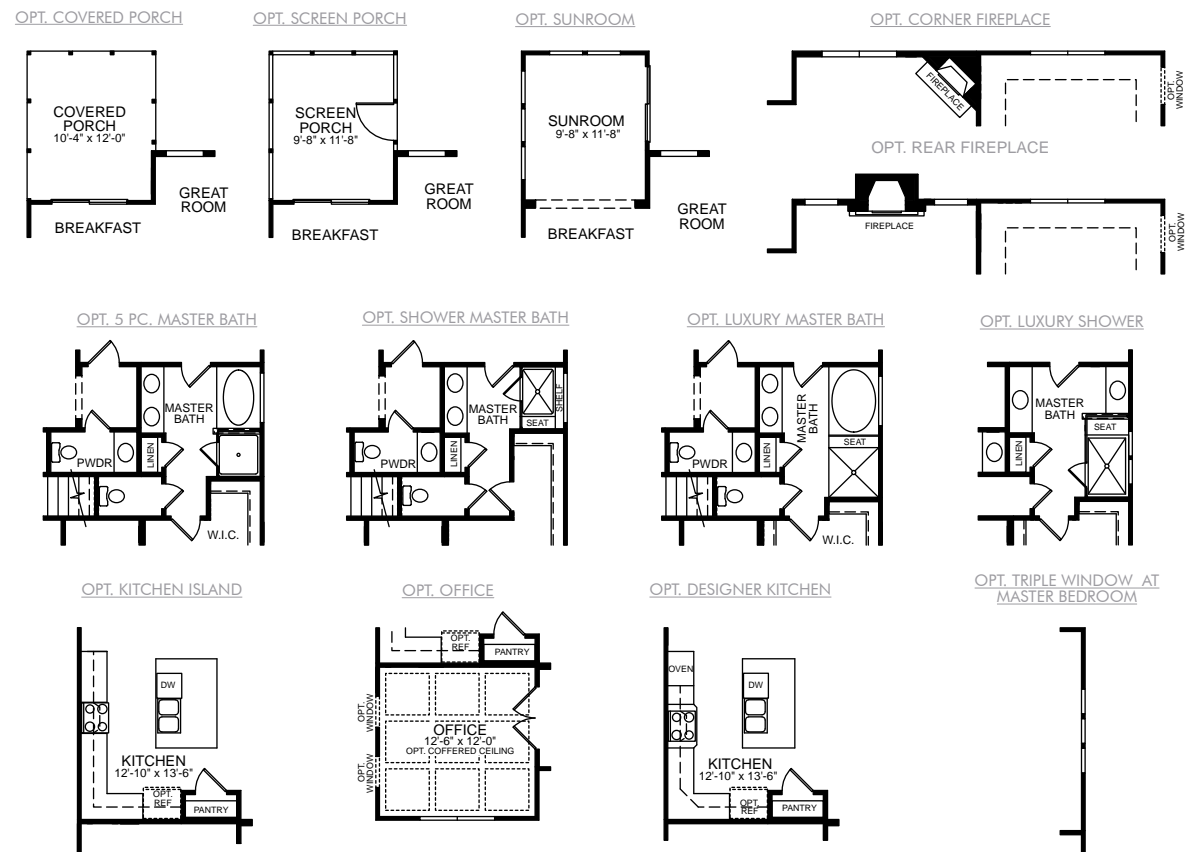 OPT. COVERED PORCH
COVERED
PORCH
10'-4" x 12'-0"
GREAT
ROOM
BREAKFAST
OPT. SCREEN PORCH
SCREEN
PORCH
9'-8" x 11'-8"
GREAT
ROOM
BREAKFAST
OPT. SUNROOM
SUNROOM
9'-8" x 11'-8"
GREAT
ROOM
BREAKFAST
OPT. CORNER FIREPLACE
FIREPLACE
OPT.
WINDOW
OPT. REAR FIREPLACE
FIREPLACE
OPT.
WINDOW
OPT. 5 PC. MASTER BATH
MASTER
BATH
LINEN
PWDR
W.I.C.
OPT. SHOWER MASTER BATH
MASTER
BATH
SHELF
SEAT
LINEN
PWDR
OPT. LUXURY MASTER BATH
MASTER
BATH
SEAT
LINEN
PWDR
W.I.C.
OPT. LUXURY SHOWER
MASTER
BATH
SEAT
LINEN
OPT. KITCHEN ISLAND
DW
KITCHEN
12'-10" x 13'-6"
OPT.
REF
PANTRY
OPT. OFFICE
OPT.
REF
PANTRY
OPT.
WINDOW
OFFICE
12'-6" x 12'-0"
OPT. COFFERED CEILING
OPT.
WINDOW
OPT. DESIGNER KITCHEN
OVEN
DW
KITCHEN
12'-10" x 13'-6"
OPT.
REF
PANTRY
OPT. TRIPLE WINDOW AT
MASTER BEDROOM